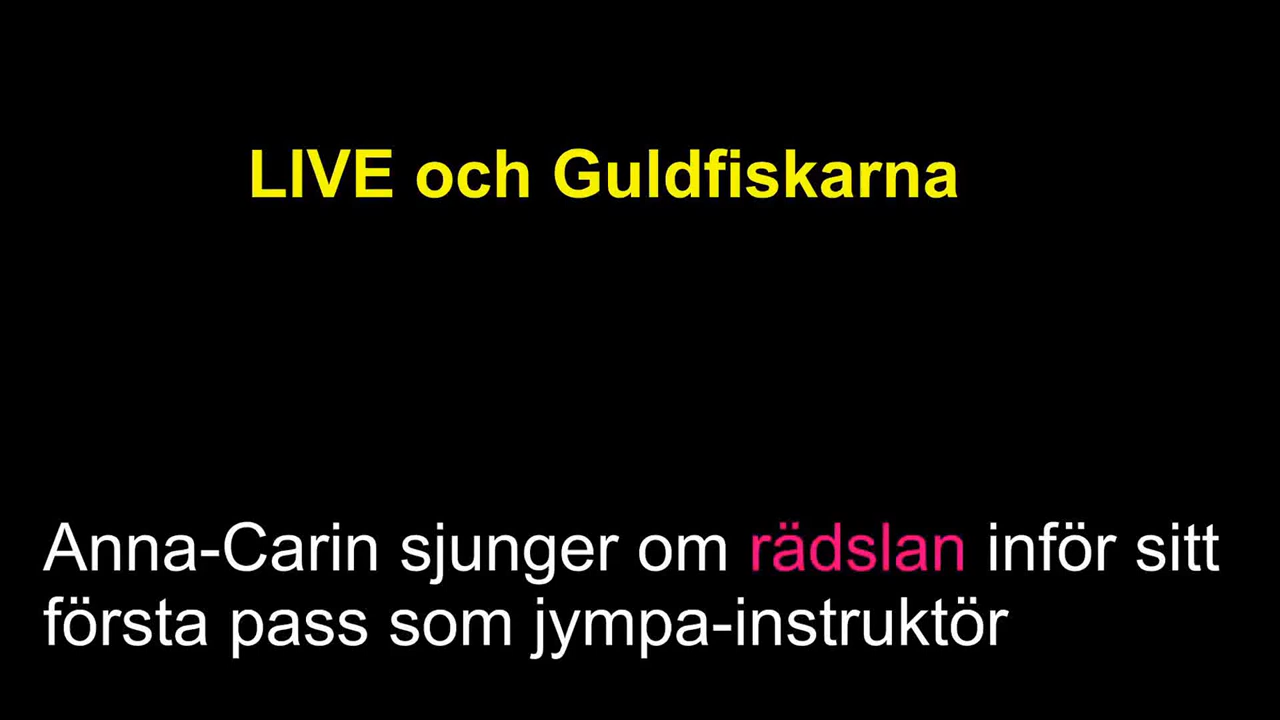 LIVE och Guldfiskarna
Anna-Carin sjunger om rädslan inför sitt
första pass som jympa-instruktör